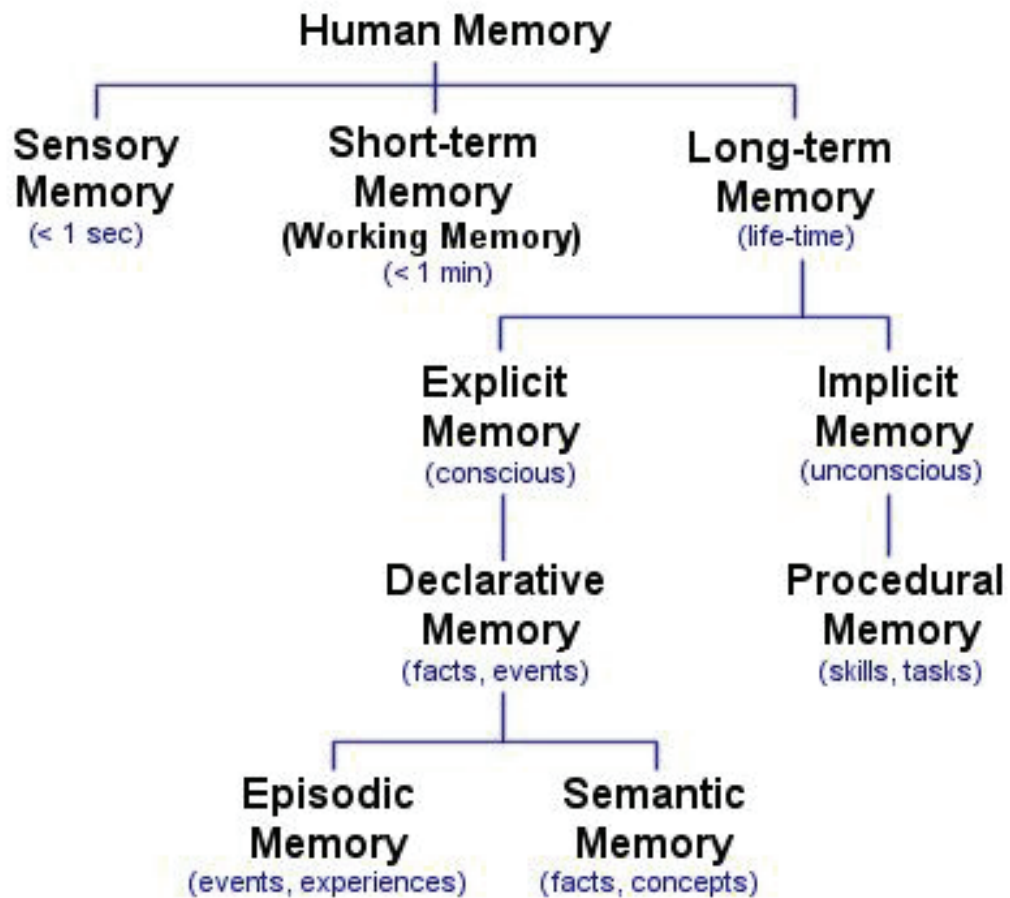 Human Memory
Sensory
Memory
(< 1 sec)
Short-term
Memory
(Working Memory)
(< 1 min)
Long-term
Memory
(life-time)
Explicit
Memory
(conscious)
Implicit
Memory
(unconscious)
Declarative
Memory
(facts, events)
Procedural
Memory
(skills, tasks)
Episodic
Memory
(events, experiences)
Semantic
Memory
(facts, concepts)